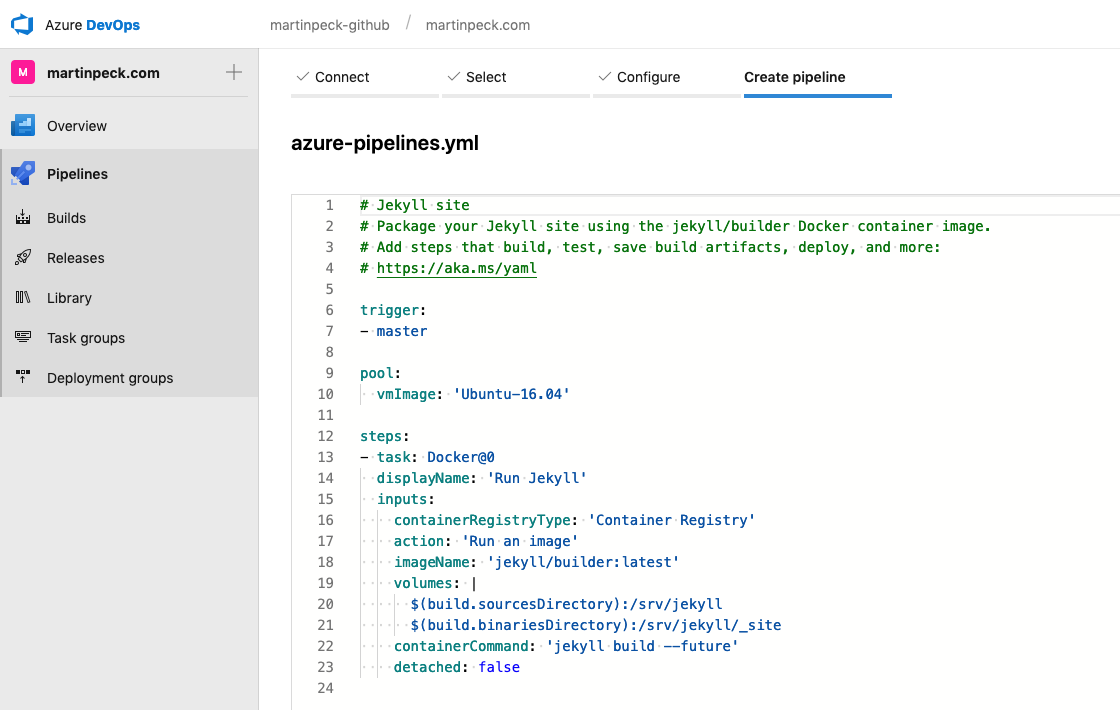 Azure DevOps
martinpeck-github / martinpeck.com
M martinpeck.com
Overview
Pipelines
Builds
Releases
Library
Task groups
Deployment groups
Connect
Select
Configure
Create pipeline
azure-pipelines.yml
1 # Jekyll site
2 # Package your Jekyll site using the jekyll/builder Docker container image.
3 # Add steps that build, test, save build artifacts, deploy, and more:
4 # https://aka.ms/yaml
5
6 trigger:
7 - master
8
9 pool:
10   vmImage: 'Ubuntu-16.04'
11
12 steps:
13 - task: Docker@0
14   displayName: 'Run Jekyll'
15   inputs:
16     containerRegistryType: 'Container Registry'
17     action: 'Run an image'
18     imageName: 'jekyll/builder:latest'
19     volumes: |
20       $(build.sourcesDirectory):/srv/jekyll
21       $(build.binariesDirectory):/srv/jekyll/_site
22     containerCommand: 'jekyll build --future'
23     detached: false
24